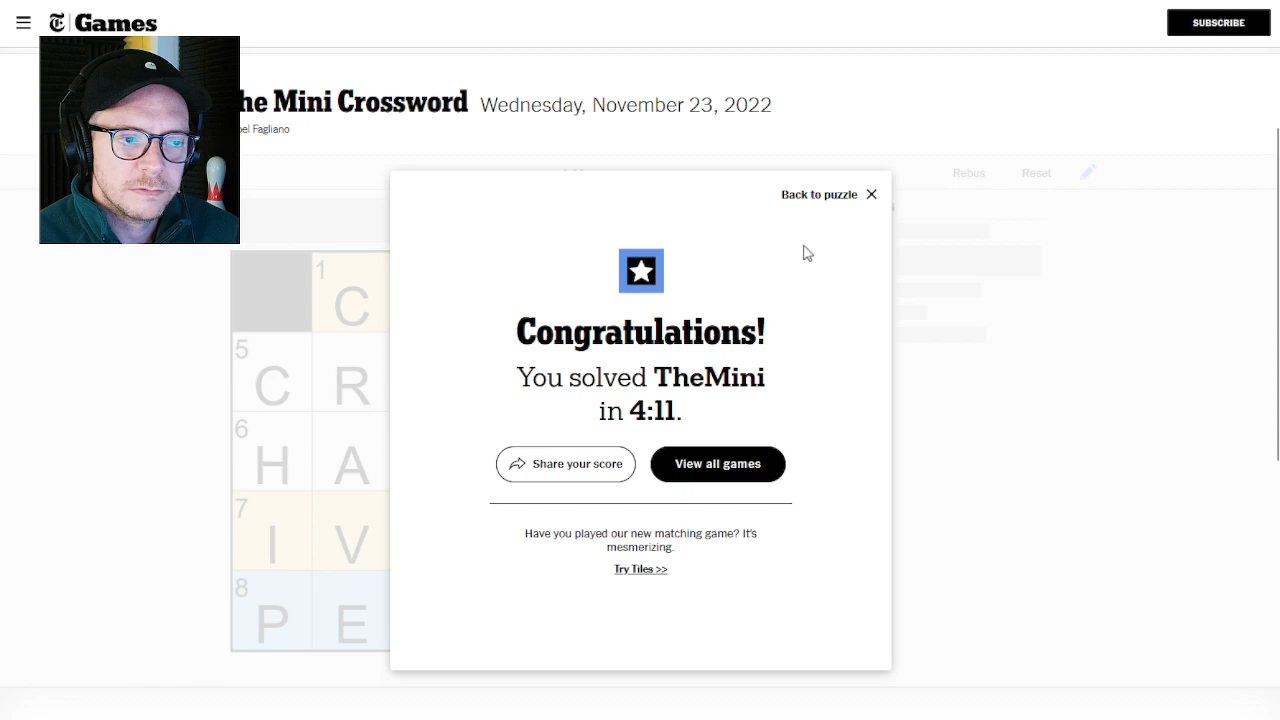 Games
SUBSCRIBE
he Mini Crossword Wednesday, November 23, 2022
oel Fagliano
Rebus Reset
Back to puzzle
Congratulations!
You solved TheMini
in 4:11.
Share your score View all games
Have you played our new matching game? It's
mesmerizing.
Try Tiles >>
1 C
5 C R
6 H A
7 I V
8 P E